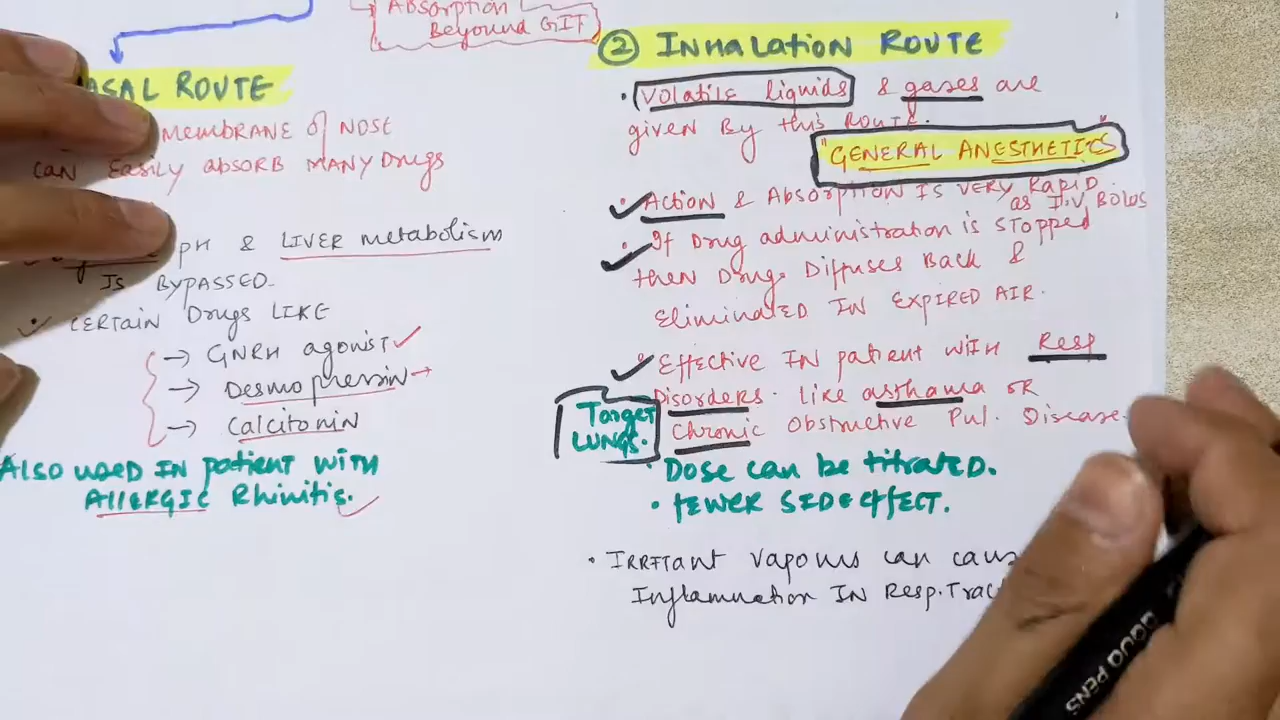 Absorption
Beyound GIT
ASAL ROUTE
MEMBRANE of NOSE
can Easily absorb MANY Drugs
PH & LIVER metabolism
IS BYPASSED.
CERTAIN Drugs LIKE
→ GNRH agonist
→ Desmopressin →
→ Calcitonin
Also used IN patient with
ALLERGIC Rhinitis.
② INHALATION ROUTE
• Volatile liquids & gases are
given By this Route.
"GENERAL ANESTHETICS"
• Action & Absorption IS VERY Rapid
as I.V BOLUS
• If Drug administration is STOPPED
then Drugs Diffuses Back &
Eliminated IN EXPIRED AIR.
• Effective IN patient with Resp
Disorders. like asthama OR
Chronic Obstructive Pul. Disease.
Target
LUNGS.
• Dose can be titrated.
• FEWER SIDE EFFECT.
• IRRITant vapours can caus
Inflammation IN Resp. Trac
OUQ PENS